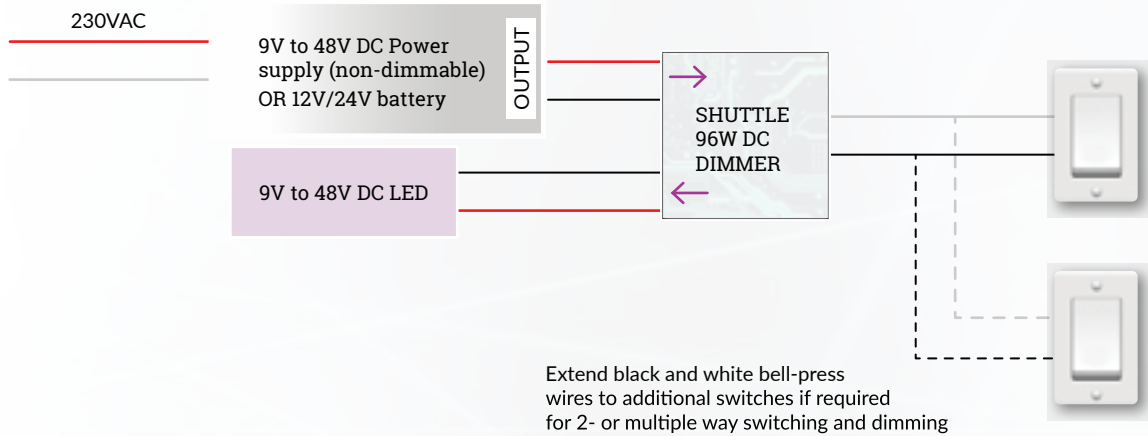 230VAC
9V to 48V DC Power
supply (non-dimmable)
OR 12V/24V battery
OUTPUT
SHUTTLE
96W DC
DIMMER
9V to 48V DC LED
Extend black and white bell-press
wires to additional switches if required
for 2- or multiple way switching and dimming